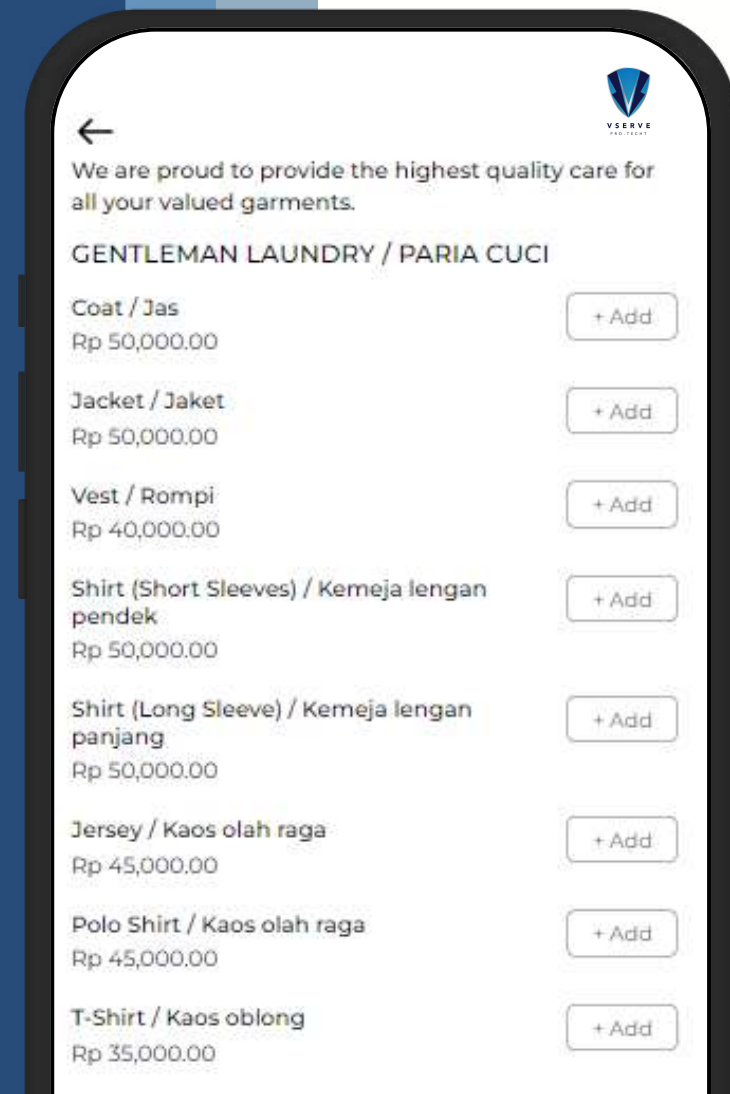 VSERVE
PRO-TECH7
←
We are proud to provide the highest quality care for
all your valued garments.
GENTLEMAN LAUNDRY / PARIA CUCI
Coat / Jas
+ Add
Rp 50,000.00
Jacket / Jaket
+ Add
Rp 50,000.00
Vest / Rompi
+ Add
Rp 40,000.00
Shirt (Short Sleeves) / Kemeja lengan
pendek
+ Add
Rp 50,000.00
Shirt (Long Sleeve) / Kemeja lengan
panjang
+ Add
Rp 50,000.00
Jersey / Kaos olah raga
+ Add
Rp 45,000.00
Polo Shirt / Kaos olah raga
+ Add
Rp 45,000.00
T-Shirt / Kaos oblong
+ Add
Rp 35,000.00